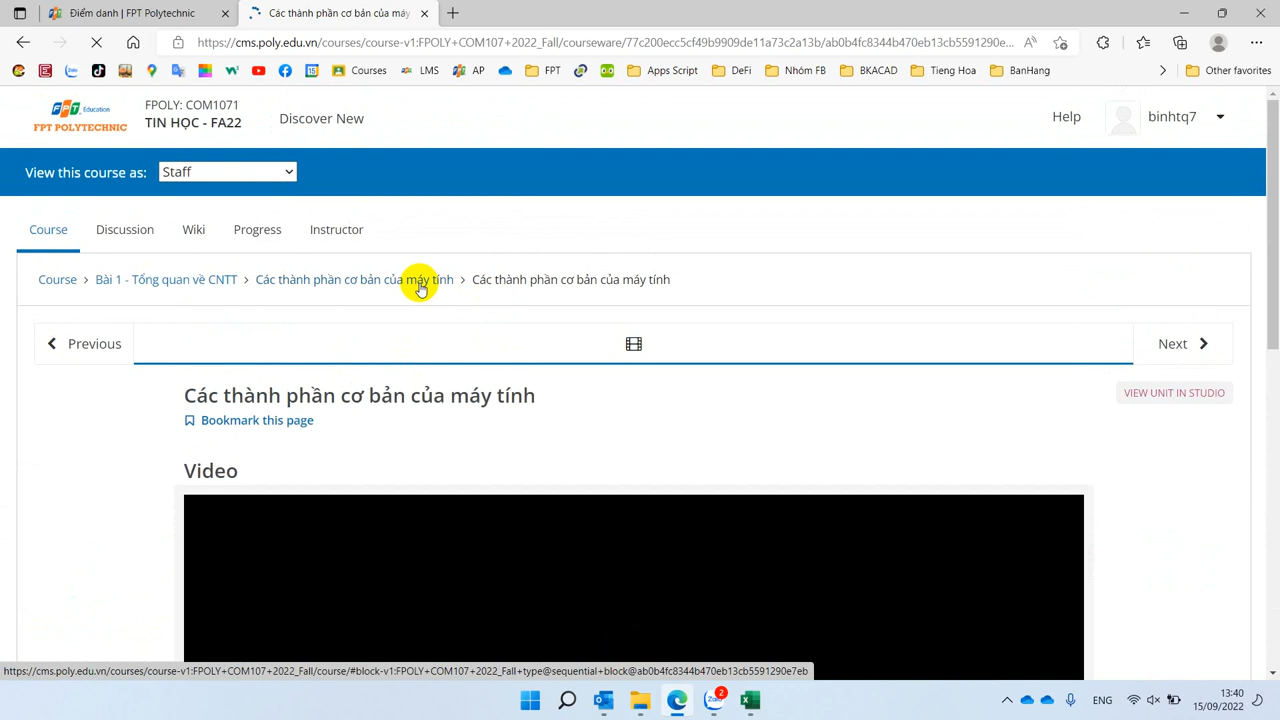 Điểm danh | FPT Polytechnic
Các thành phần cơ bản của máy
https://cms.poly.edu.vn/courses/course-v1:FPOLY+COM107+2022_Fall/courseware/77c200ecc5cf49b9909de11a73c2a13b/ab0b4fc8344b470eb13cb5591290e...
Courses LMS AP FPT Apps Script DeFi Nhóm FB BKACAD Tieng Hoa BanHang Other favorites
FPT Education
FPT POLYTECHNIC
FPOLY: COM1071
TIN HỌC - FA22
Discover New
Help
binhtq7
View this course as: Staff
Course Discussion Wiki Progress Instructor
Course > Bài 1 - Tổng quan về CNTT > Các thành phần cơ bản của máy tính > Các thành phần cơ bản của máy tính
Previous
Next
Các thành phần cơ bản của máy tính
VIEW UNIT IN STUDIO
Bookmark this page
Video
https://cms.poly.edu.vn/courses/course-v1:FPOLY+COM107+2022_Fall/course/#block-v1:FPOLY+COM107+2022_Fall+type@sequential+block@ab0b4fc8344b470eb13cb5591290e7eb
2
ENG
13:40
15/09/2022